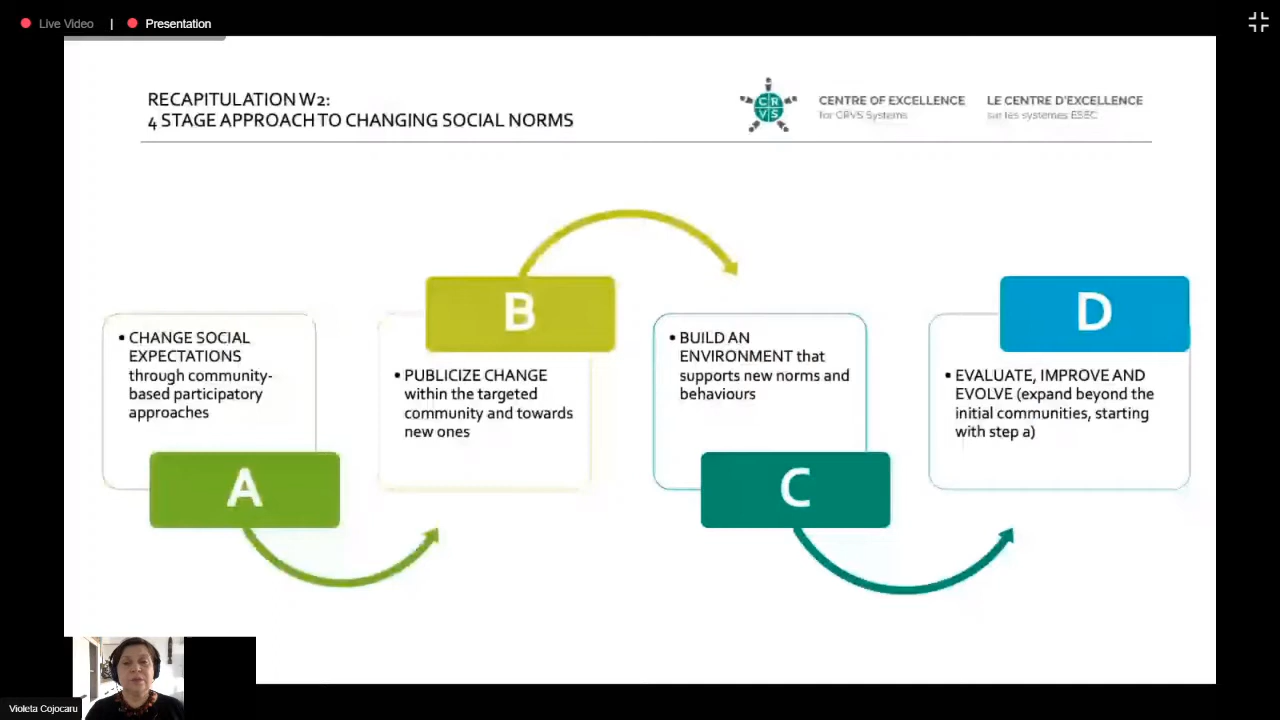 Live Video | Presentation
RECAPITULATION W2:
4 STAGE APPROACH TO CHANGING SOCIAL NORMS
C R
V S
CENTRE OF EXCELLENCE
for CRVS Systems
LE CENTRE D'EXCELLENCE
sur les systèmes ESEC
• CHANGE SOCIAL
EXPECTATIONS
through community-
based participatory
approaches
A
B
• PUBLICIZE CHANGE
within the targeted
community and towards
new ones
• BUILD AN
ENVIRONMENT that
supports new norms and
behaviours
C
D
• EVALUATE, IMPROVE AND
EVOLVE (expand beyond the
initial communities, starting
with step a)
Violeta Cojocaru